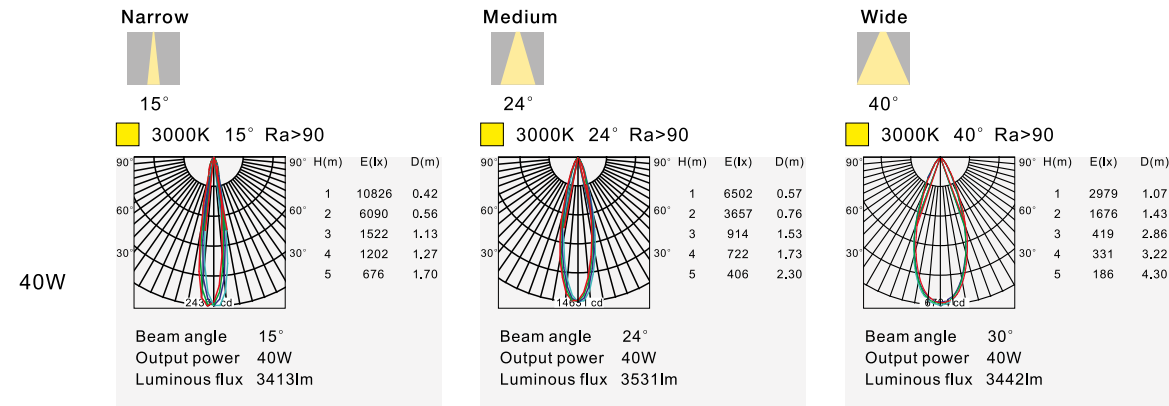 Narrow
15°
3000K 15° Ra>90
90° 90° H(m) E(lx) D(m)
1 10826 0.42
60° 60° 2 6090 0.56
3 1522 1.13
30° 30° 4 1202 1.27
5 676 1.70
cd
Beam angle 15°
Output power 40W
Luminous flux 3413lm
Medium
24°
3000K 24° Ra>90
90° 90° H(m) E(lx) D(m)
1 6502 0.57
60° 60° 2 3657 0.76
3 914 1.53
30° 30° 4 722 1.73
5 406 2.30
14631 cd
Beam angle 24°
Output power 40W
Luminous flux 3531lm
Wide
40°
3000K 40° Ra>90
90° 90° H(m) E(lx) D(m)
1 2979 1.07
60° 60° 2 1676 1.43
3 419 2.86
30° 30° 4 331 3.22
5 186 4.30
cd
Beam angle 30°
Output power 40W
Luminous flux 3442lm
40W